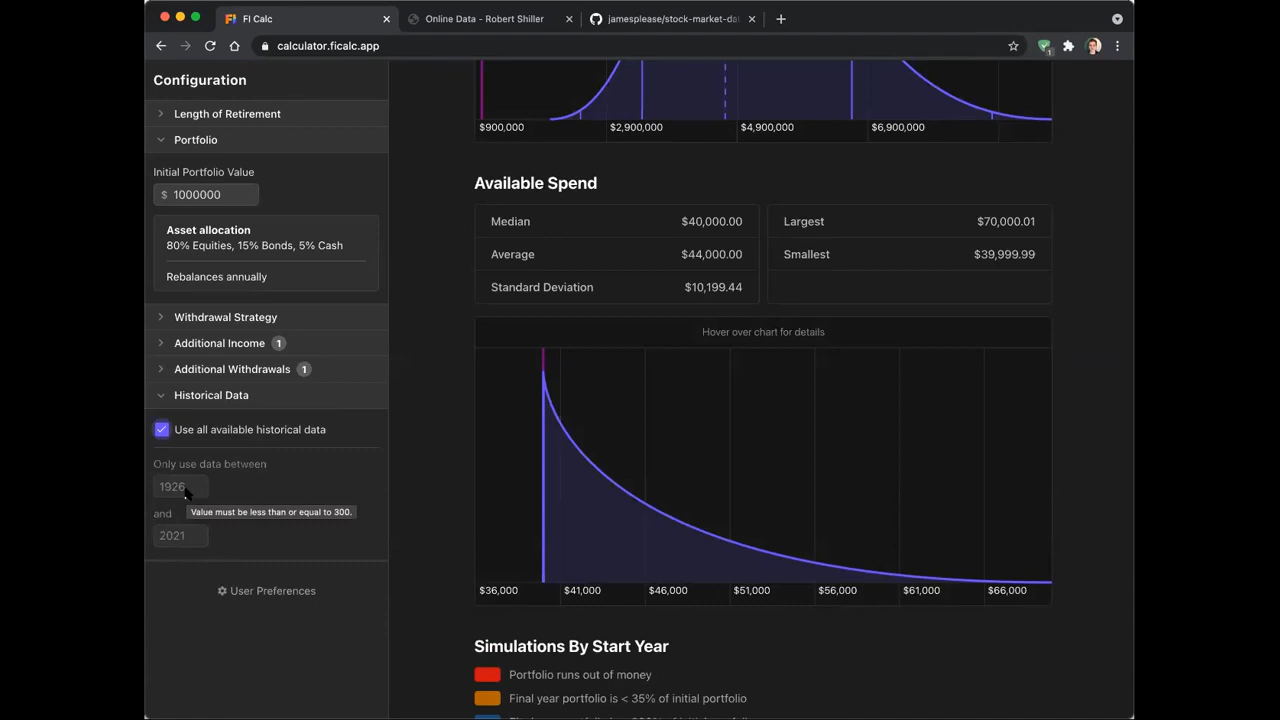 FI Calc
Online Data - Robert Shiller
jamesplease/stock-market-da
calculator.ficalc.app
1
Configuration
Length of Retirement
Portfolio
Initial Portfolio Value
$ 1000000
Asset allocation
80% Equities, 15% Bonds, 5% Cash
Rebalances annually
Withdrawal Strategy
Additional Income 1
Additional Withdrawals 1
Historical Data
Use all available historical data
Only use data between
1926
Value must be less than or equal to 300.
and
2021
User Preferences
$900,000 $2,900,000 $4,900,000 $6,900,000
Available Spend
Median $40,000.00
Average $44,000.00
Standard Deviation $10,199.44
Largest $70,000.01
Smallest $39,999.99
Hover over chart for details
$36,000 $41,000 $46,000 $51,000 $56,000 $61,000 $66,000
Simulations By Start Year
Portfolio runs out of money
Final year portfolio is < 35% of initial portfolio